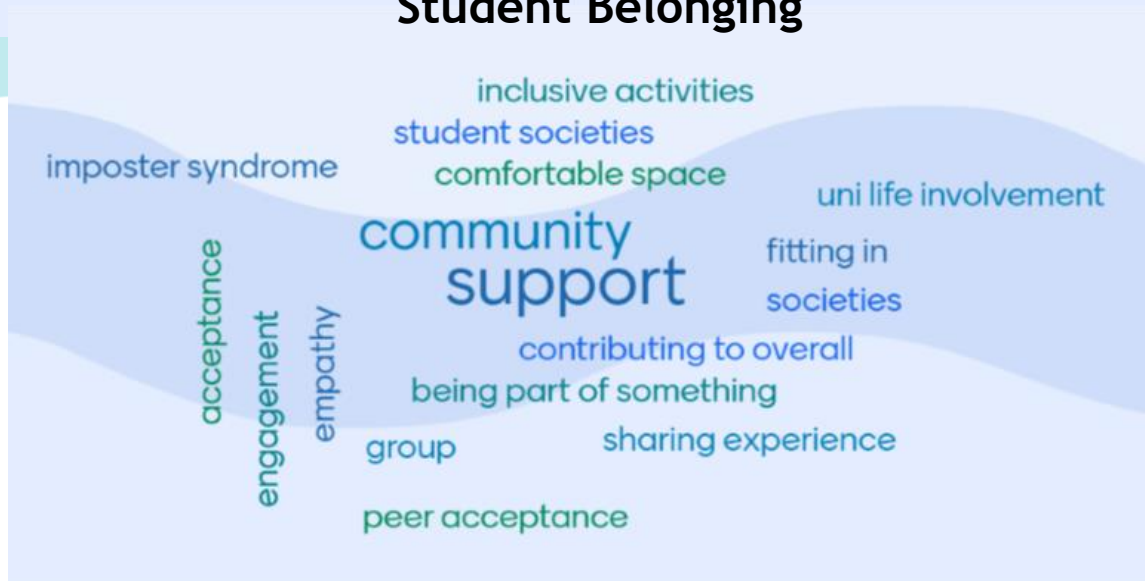 Student Belonging
inclusive activities
student societies
imposter syndrome
comfortable space
uni life involvement
community
fitting in
support
societies
acceptance
engagement
empathy
contributing to overall
being part of something
group
sharing experience
peer acceptance